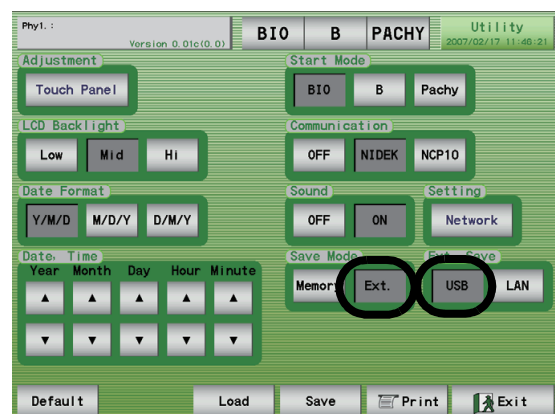 Phy1. :
Version 0.01c(0.0)
BIO B PACHY
Utility
2007/02/17 11:46:21
Adjustment
Touch Panel
Start Mode
BIO B Pachy
LCD Backlight
Low Mid Hi
Communication
OFF NIDEK NCP10
Date Format
Y/M/D M/D/Y D/M/Y
Sound
OFF ON
Setting
Network
Date, Time
Year Month Day Hour Minute
▲ ▲ ▲ ▲ ▲
▼ ▼ ▼ ▼ ▼
Save Mode
Memory Ext.
Ext. Save
USB LAN
Default Load Save Print Exit